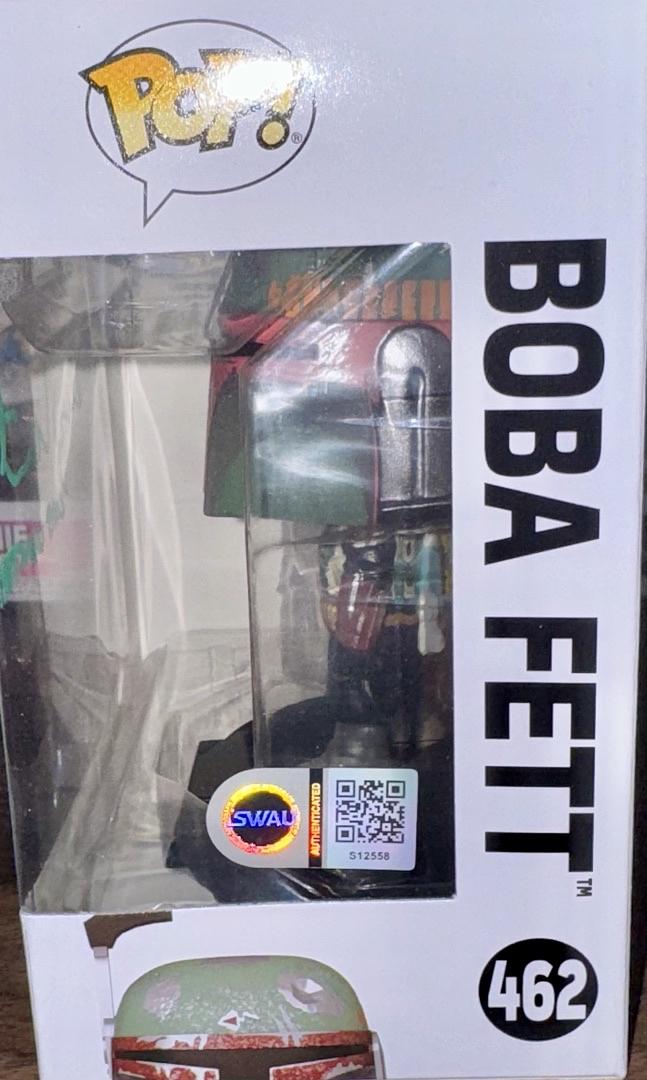 POP!®
BOBA FETT™
SWAU
AUTHENTICATED
S12558
462